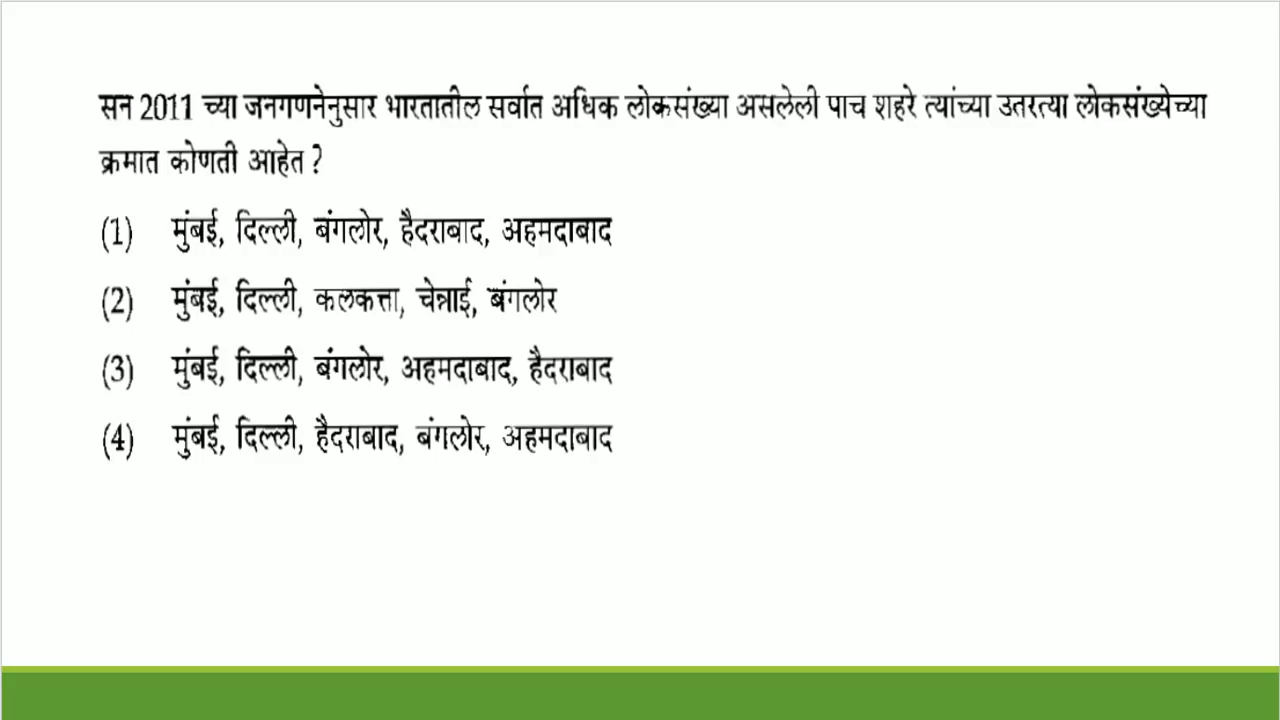 सन 2011 च्या जनगणनेनुसार भारतातील सर्वात अधिक लोकसंख्या असलेली पाच शहरे त्यांच्या उतरत्या लोकसंख्येच्या
क्रमात कोणती आहेत ?
(1) मुंबई, दिल्ली, बंगलोर, हैदराबाद, अहमदाबाद
(2) मुंबई, दिल्ली, कलकत्ता, चेन्नाई, बंगलोर
(3) मुंबई, दिल्ली, बंगलोर, अहमदाबाद, हैदराबाद
(4) मुंबई, दिल्ली, हैदराबाद, बंगलोर, अहमदाबाद